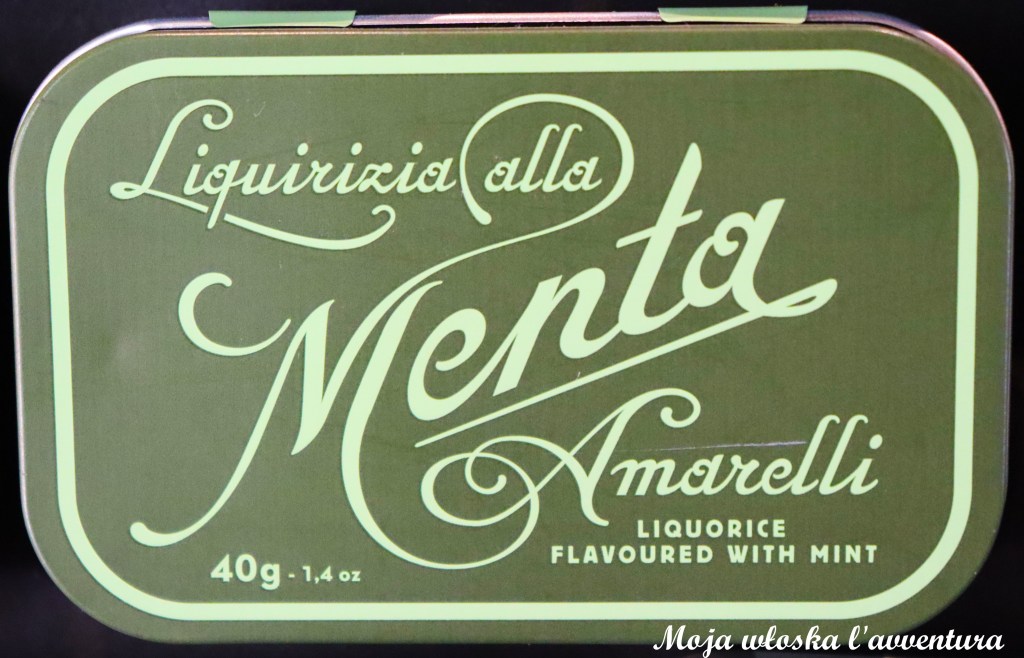 Liquirizia alla
Menta
Amarelli
LIQUORICE
FLAVOURED WITH MINT
40g - 1,4 oz
Moja włoska l'avventura